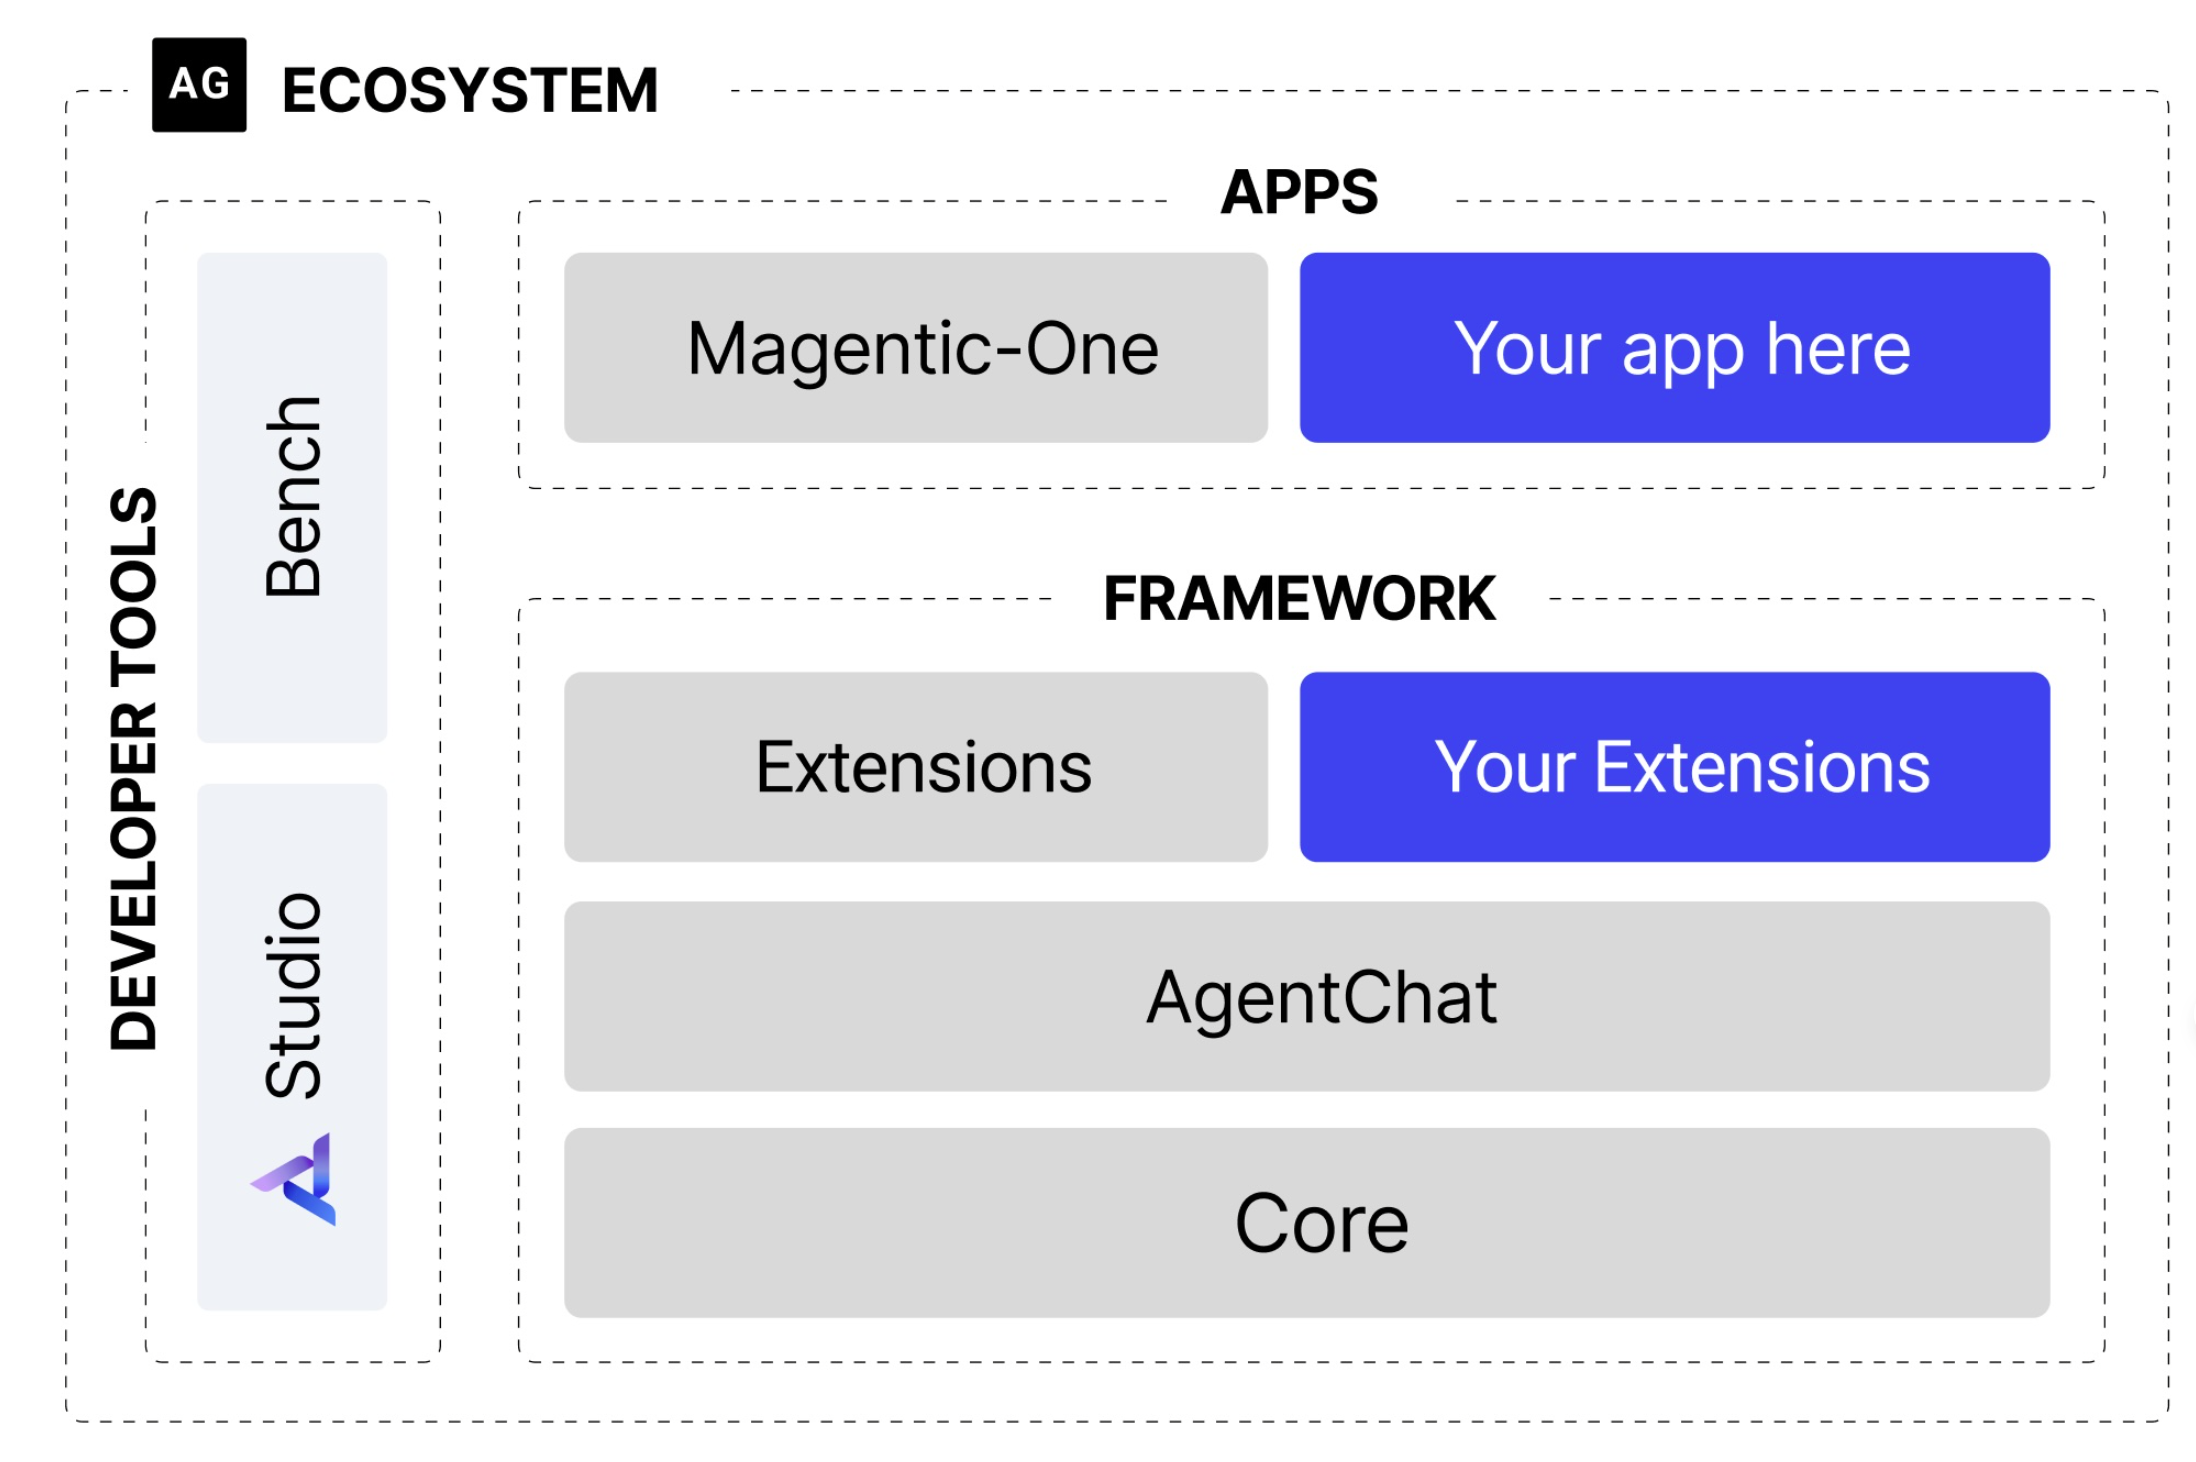 AG ECOSYSTEM
DEVELOPER TOOLS
Bench
Studio
APPS
Magentic-One
Your app here
FRAMEWORK
Extensions
Your Extensions
AgentChat
Core